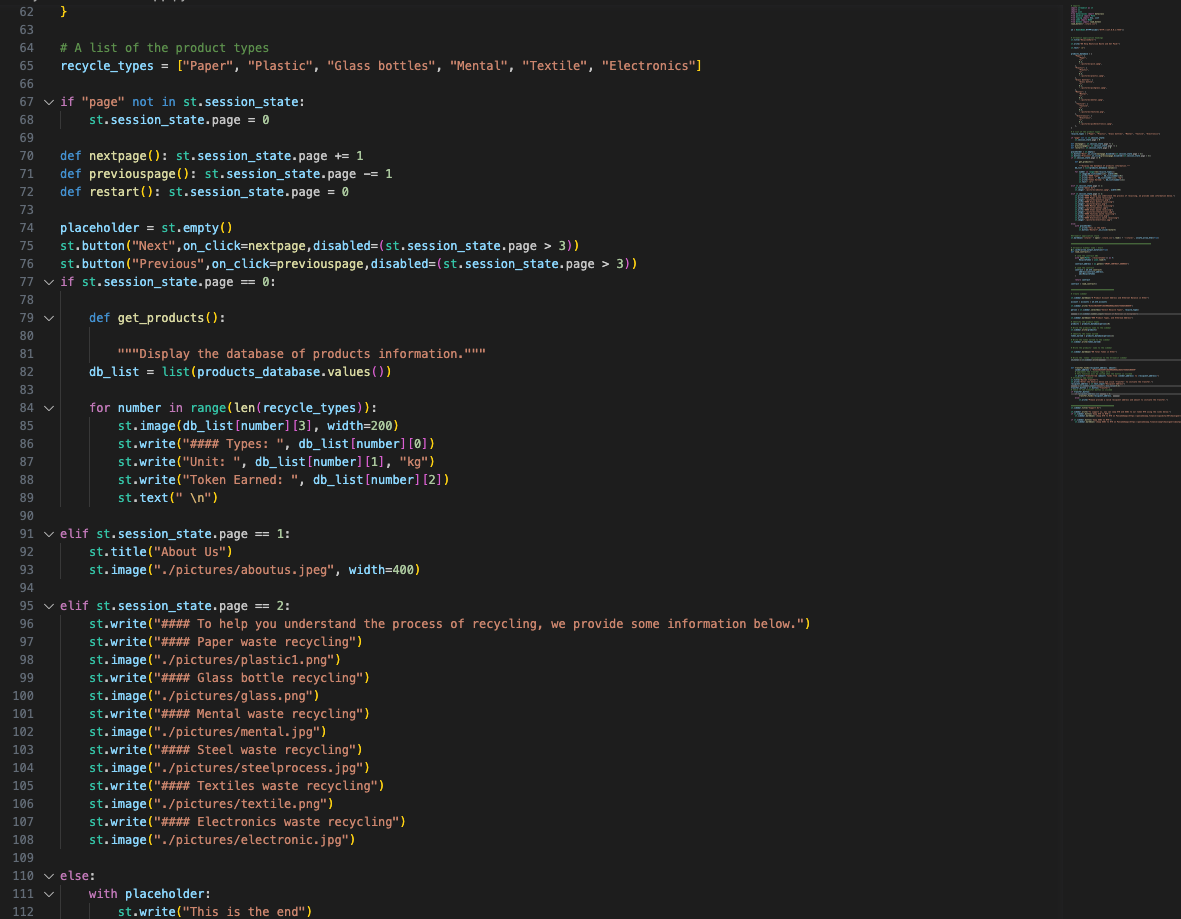 62 }
63
64 # A list of the product types
65 recycle_types = ["Paper", "Plastic", "Glass bottles", "Mental", "Textile", "Electronics"]
66
67 if "page" not in st.session_state:
68     st.session_state.page = 0
69
70 def nextpage(): st.session_state.page += 1
71 def previouspage(): st.session_state.page -= 1
72 def restart(): st.session_state.page = 0
73
74 placeholder = st.empty()
75 st.button("Next",on_click=nextpage,disabled=(st.session_state.page > 3))
76 st.button("Previous",on_click=previouspage,disabled=(st.session_state.page > 3))
77 if st.session_state.page == 0:
78
79     def get_products():
80
81         """Display the database of products information."""
82     db_list = list(products_database.values())
83
84     for number in range(len(recycle_types)):
85         st.image(db_list[number][3], width=200)
86         st.write("#### Types: ", db_list[number][0])
87         st.write("Unit: ", db_list[number][1], "kg")
88         st.write("Token Earned: ", db_list[number][2])
89         st.text(" \n")
90
91 elif st.session_state.page == 1:
92     st.title("About Us")
93     st.image("./pictures/aboutus.jpeg", width=400)
94
95 elif st.session_state.page == 2:
96     st.write("#### To help you understand the process of recycling, we provide some information below.")
97     st.write("#### Paper waste recycling")
98     st.image("./pictures/plastic1.png")
99     st.write("#### Glass bottle recycling")
100     st.image("./pictures/glass.png")
101     st.write("#### Mental waste recycling")
102     st.image("./pictures/mental.jpg")
103     st.write("#### Steel waste recycling")
104     st.image("./pictures/steelprocess.jpg")
105     st.write("#### Textiles waste recycling")
106     st.image("./pictures/textile.png")
107     st.write("#### Electronics waste recycling")
108     st.image("./pictures/electronic.jpg")
109
110 else:
111     with placeholder:
112         st.write("This is the end")